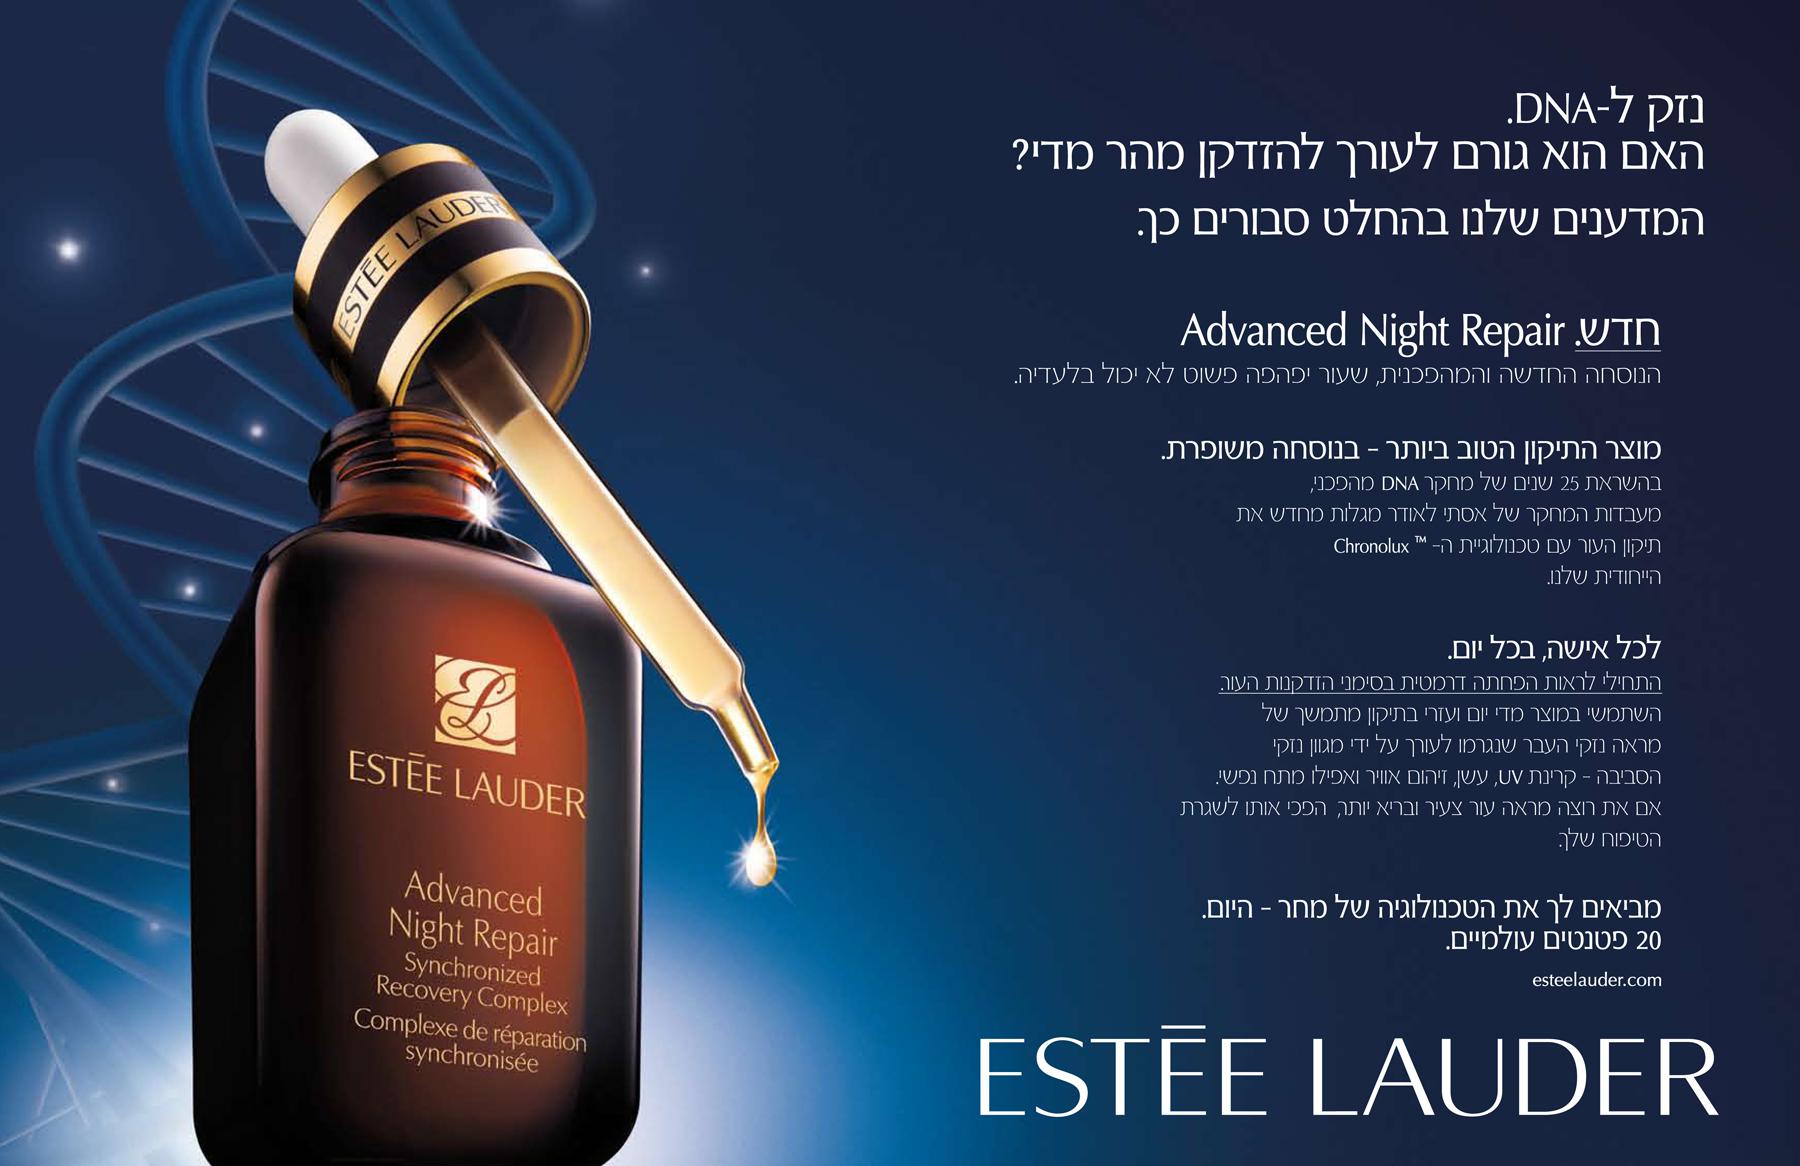 נזק ל-DNA.
האם הוא גורם לעורך להזדקן מהר מדי?
המדענים שלנו בהחלט סבורים כך.
חדש. Advanced Night Repair
הנוסחה החדשה והמהפכנית, שעור יפהפה פשוט לא יכול בלעדיה.
מוצר התיקון הטוב ביותר - בנוסחה משופרת.
בהשראת 25 שנים של מחקר DNA מהפכני,
מעבדות המחקר של אסתי לאודר מגלות מחדש את
תיקון העור עם טכנולוגיית ה- Chronolux ™
הייחודית שלנו.
לכל אישה, בכל יום.
התחילי לראות הפחתה דרמטית בסימני הזדקנות העור.
השתמשי במוצר מדי יום ועזרי בתיקון מתמשך של
מראה נזקי העבר שנגרמו לעורך על ידי מגוון נזקי
הסביבה - קרינת UV, עשן, זיהום אוויר ואפילו מתח נפשי.
אם את רוצה מראה עור צעיר ובריא יותר, הפכי אותו לשגרת
הטיפוח שלך.
מביאים לך את הטכנולוגיה של מחר - היום.
20 פטנטים עולמיים.
esteelauder.com
ESTĒE LAUDER
ESTĒE LAUDER
ESTĒE LAUDER
EL
ESTĒE LAUDER
Advanced
Night Repair
Synchronized
Recovery Complex
Complexe de réparation
synchronisée